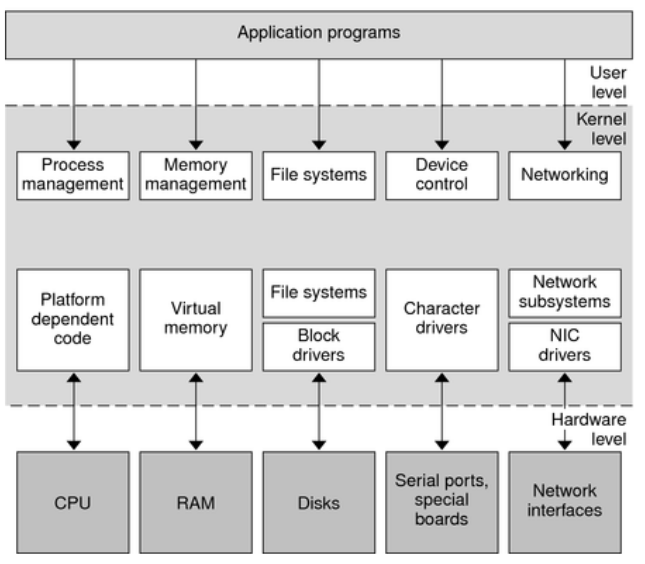 Application programs
User
level
Kernel
level
Process
management
Memory
management
File systems
Device
control
Networking
Platform
dependent
code
Virtual
memory
File systems
Block
drivers
Character
drivers
Network
subsystems
NIC
drivers
Hardware
level
CPU
RAM
Disks
Serial ports,
special
boards
Network
interfaces